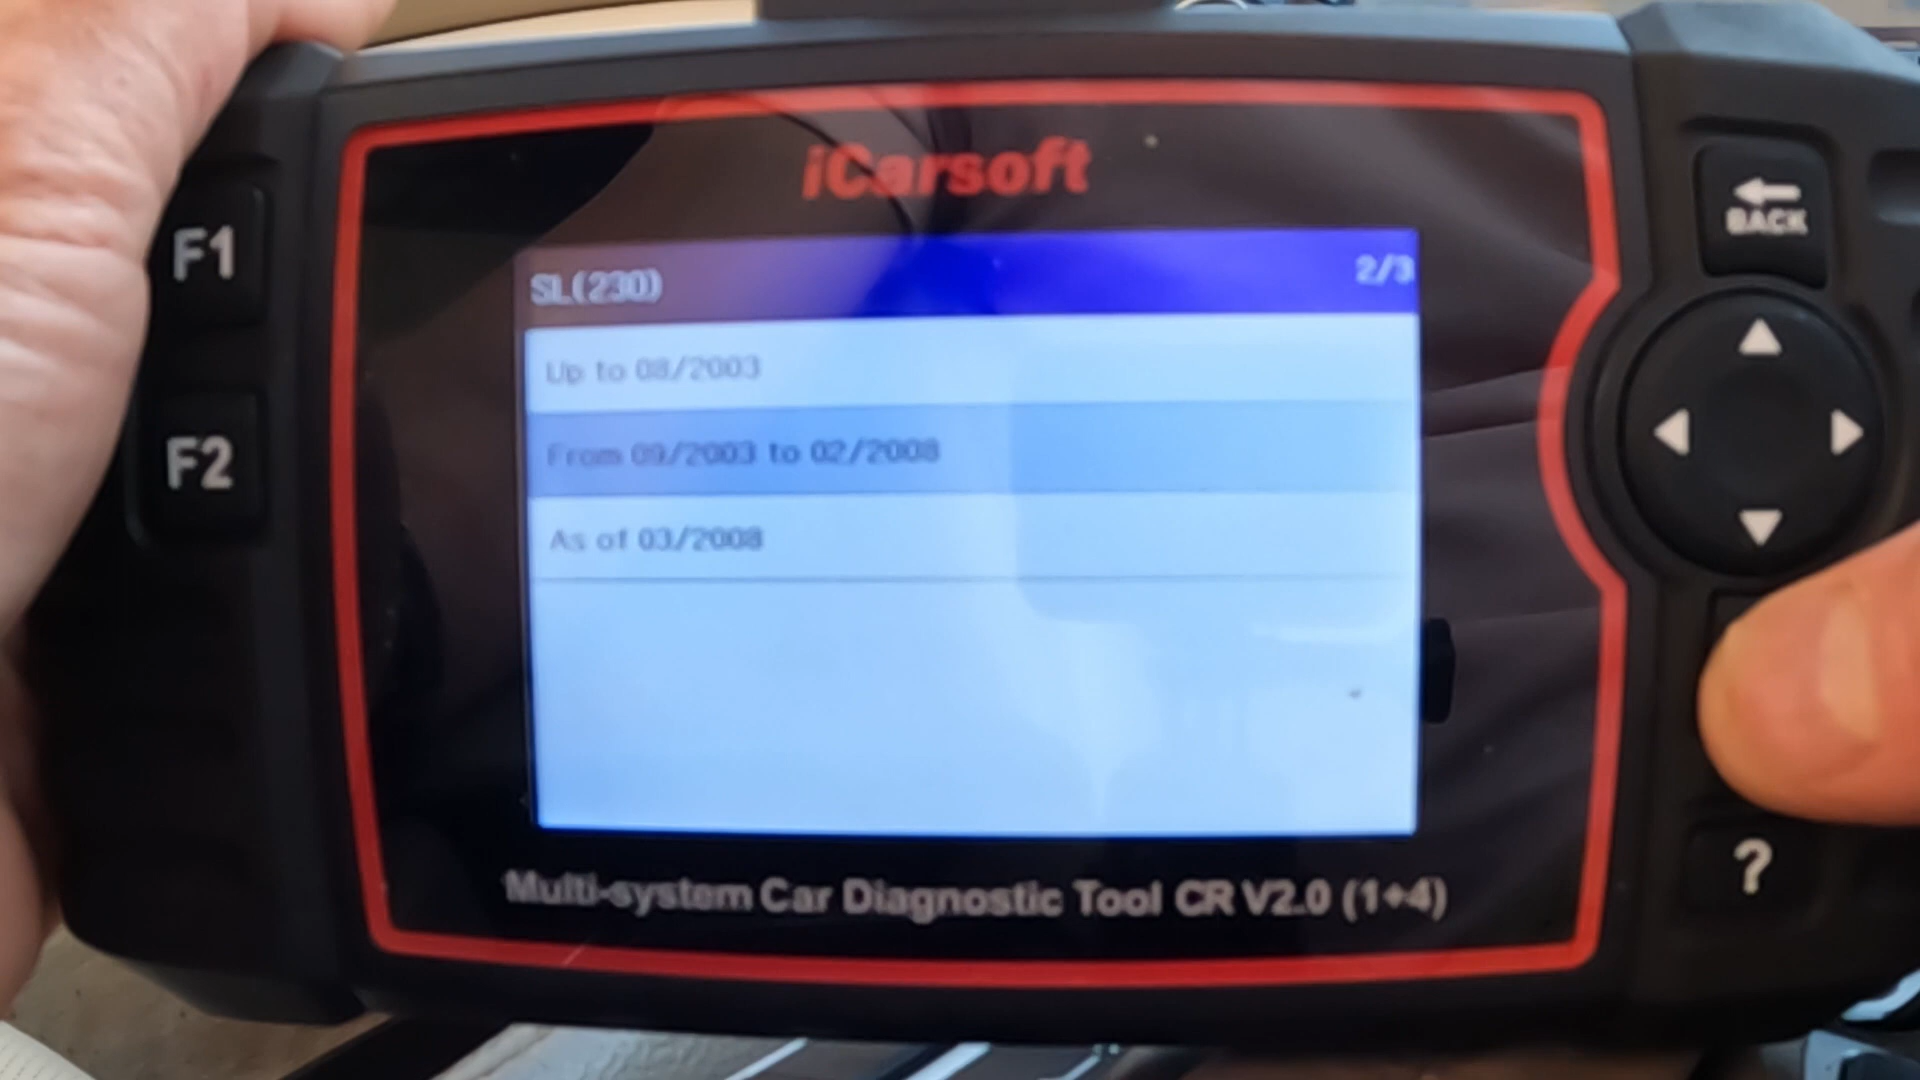 iCarsoft
SL(230) 2/3
Up to 08/2003
From 09/2003 to 02/2008
As of 03/2008
Multi-system Car Diagnostic Tool CR V2.0 (1+4)
F1
F2
BACK
?